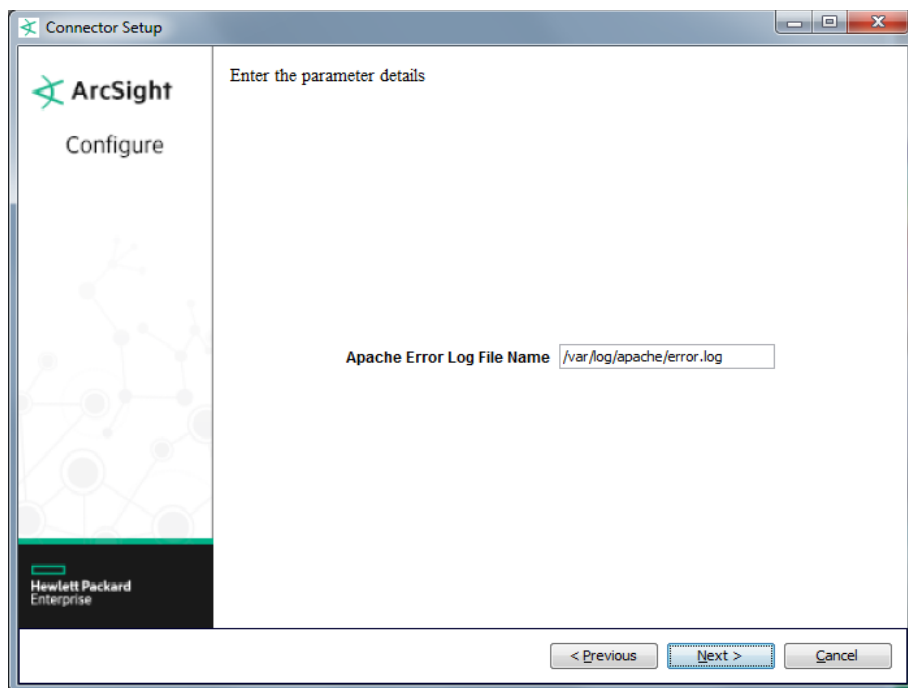 Connector Setup
ArcSight
Configure
Enter the parameter details
Apache Error Log File Name /var/log/apache/error.log
Hewlett Packard
Enterprise
< Previous Next > Cancel